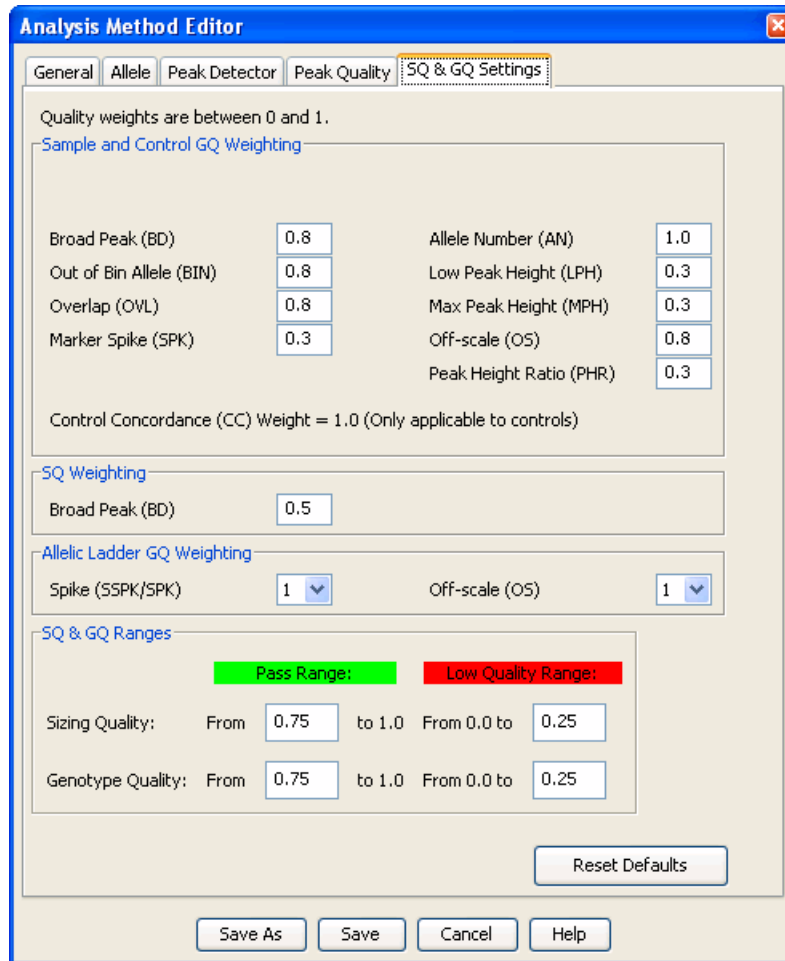 Analysis Method Editor
General Allele Peak Detector Peak Quality SQ & GQ Settings
Quality weights are between 0 and 1.
Sample and Control GQ Weighting
Broad Peak (BD) 0.8 Allele Number (AN) 1.0
Out of Bin Allele (BIN) 0.8 Low Peak Height (LPH) 0.3
Overlap (OVL) 0.8 Max Peak Height (MPH) 0.3
Marker Spike (SPK) 0.3 Off-scale (OS) 0.8
Peak Height Ratio (PHR) 0.3
Control Concordance (CC) Weight = 1.0 (Only applicable to controls)
SQ Weighting
Broad Peak (BD) 0.5
Allelic Ladder GQ Weighting
Spike (SSPK/SPK) 1 Off-scale (OS) 1
SQ & GQ Ranges
Pass Range: Low Quality Range:
Sizing Quality: From 0.75 to 1.0 From 0.0 to 0.25
Genotype Quality: From 0.75 to 1.0 From 0.0 to 0.25
Reset Defaults
Save As Save Cancel Help